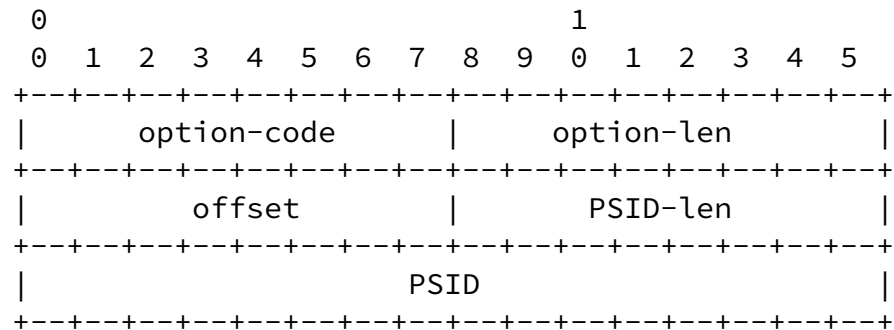 0                             1
 0  1  2  3  4  5  6  7  8  9  0  1  2  3  4  5
+--+--+--+--+--+--+--+--+--+--+--+--+--+--+--+--+
|      option-code      |     option-len        |
+--+--+--+--+--+--+--+--+--+--+--+--+--+--+--+--+
|         offset        |       PSID-len        |
+--+--+--+--+--+--+--+--+--+--+--+--+--+--+--+--+
|                     PSID                      |
+--+--+--+--+--+--+--+--+--+--+--+--+--+--+--+--+